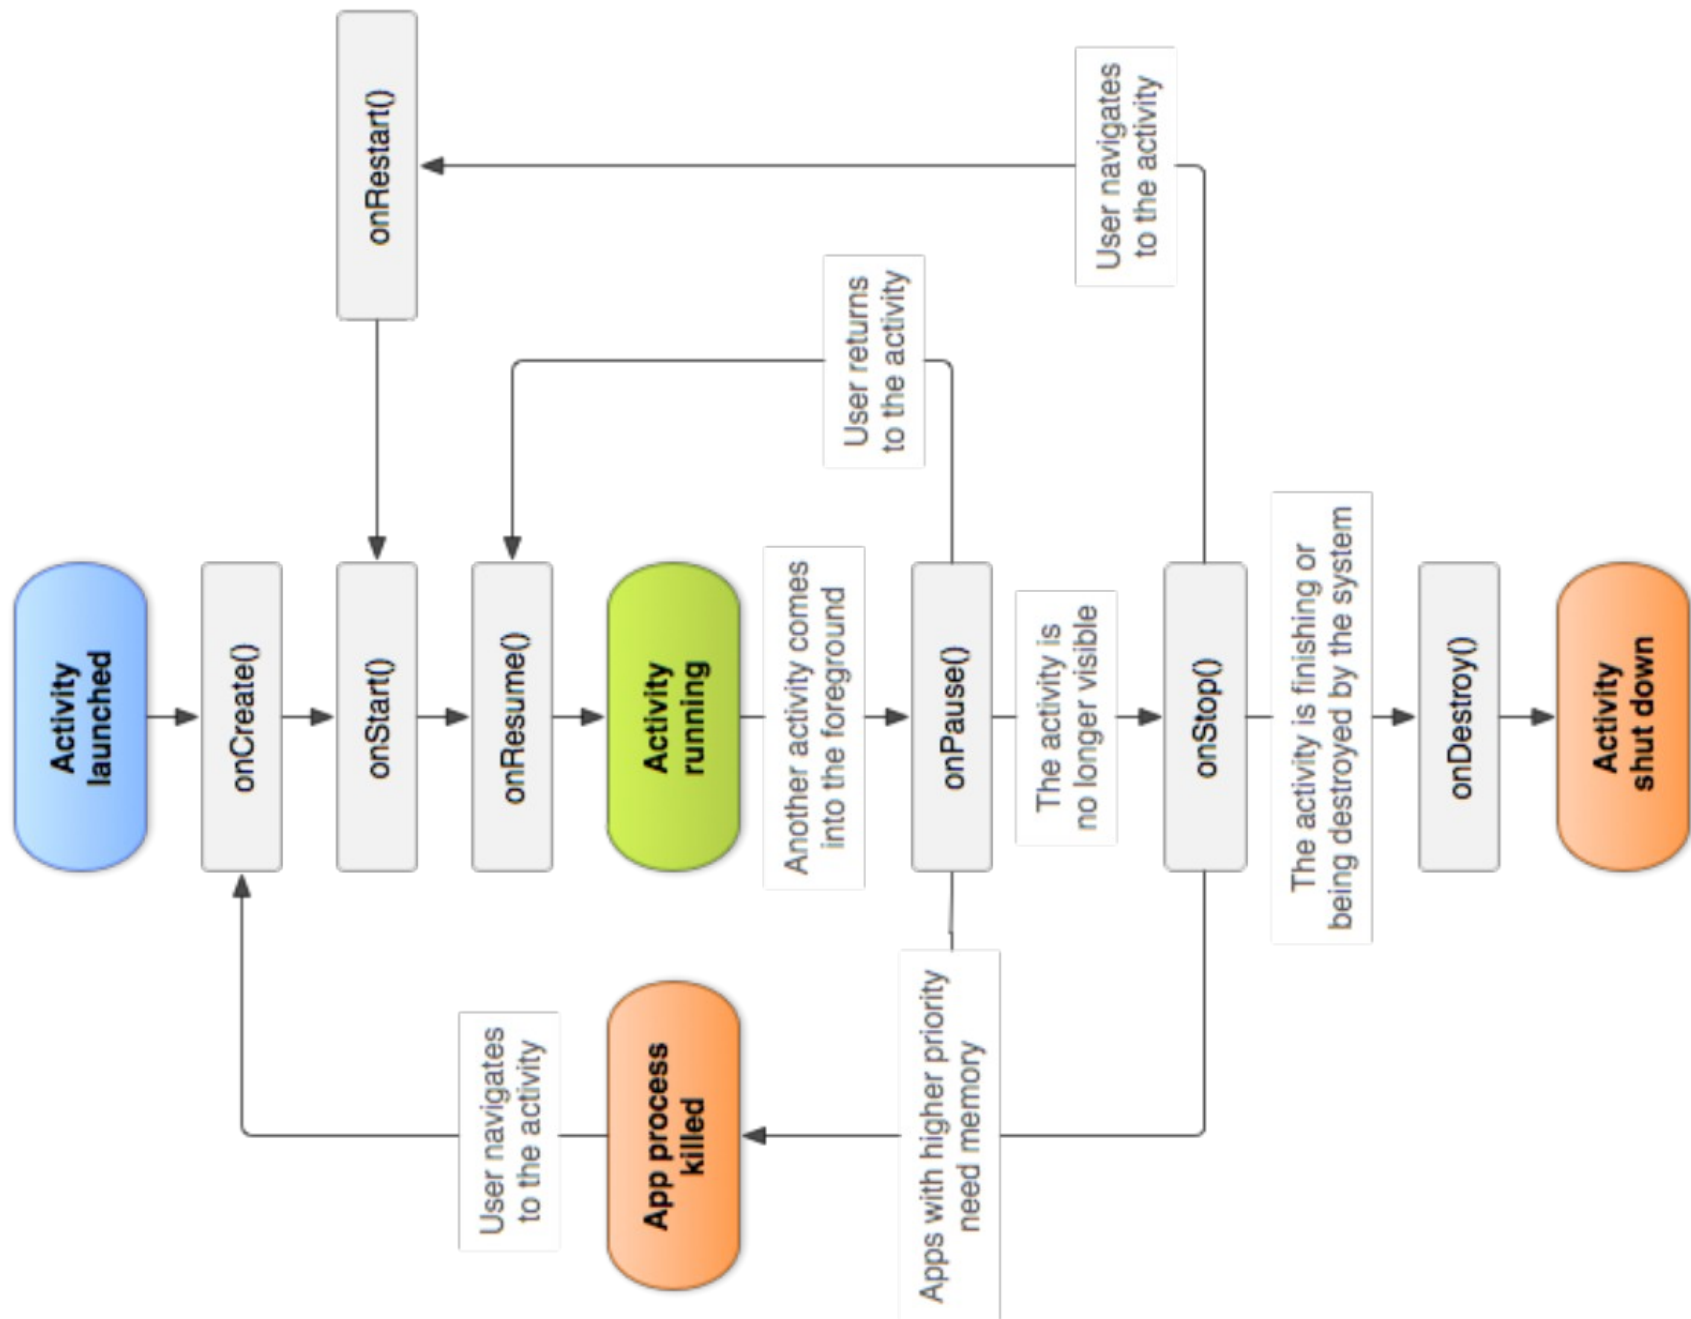 Activity
launched
onCreate()
onStart()
onRestart()
onResume()
User navigates
to the activity
Activity
running
App process
killed
Another activity comes
into the foreground
User returns
to the activity
onPause()
Apps with higher priority
need memory
The activity is
no longer visible
User navigates
to the activity
onStop()
The activity is finishing or
being destroyed by the system
onDestroy()
Activity
shut down